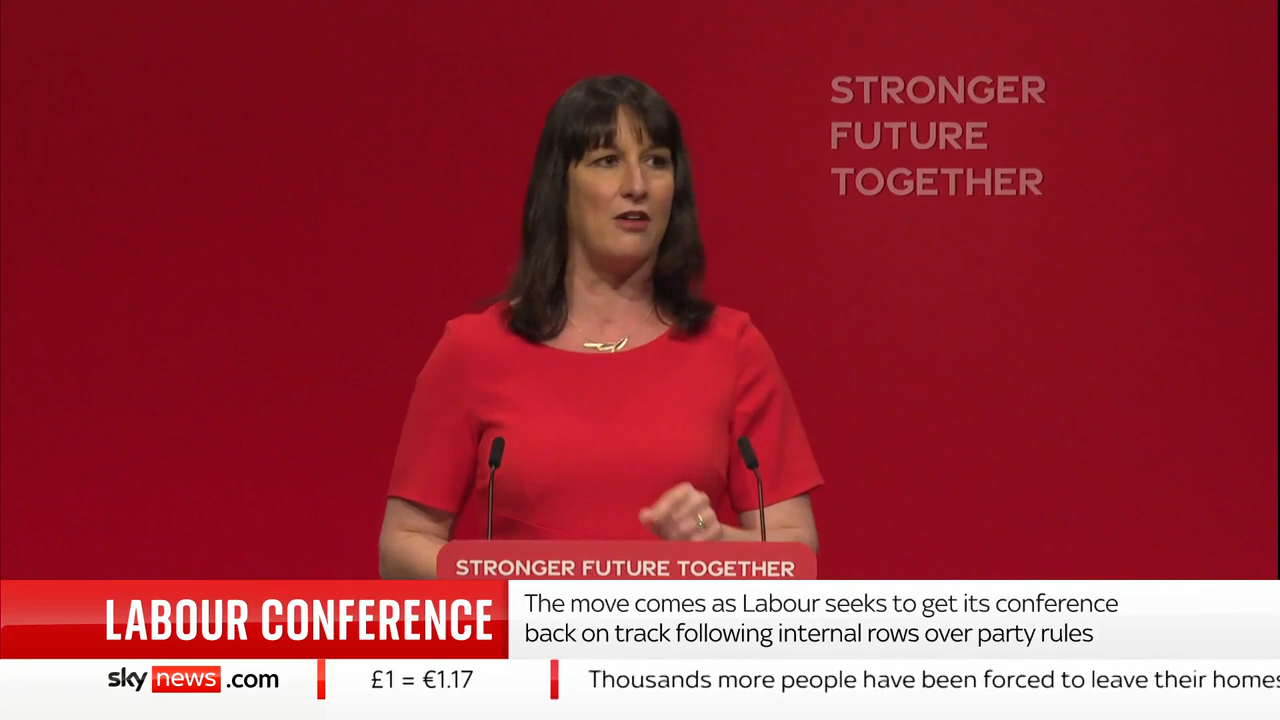 STRONGER
FUTURE
TOGETHER
STRONGER FUTURE TOGETHER
LABOUR CONFERENCE
The move comes as Labour seeks to get its conference
back on track following internal rows over party rules
sky news .com
£1 = €1.17
Thousands more people have been forced to leave their homes